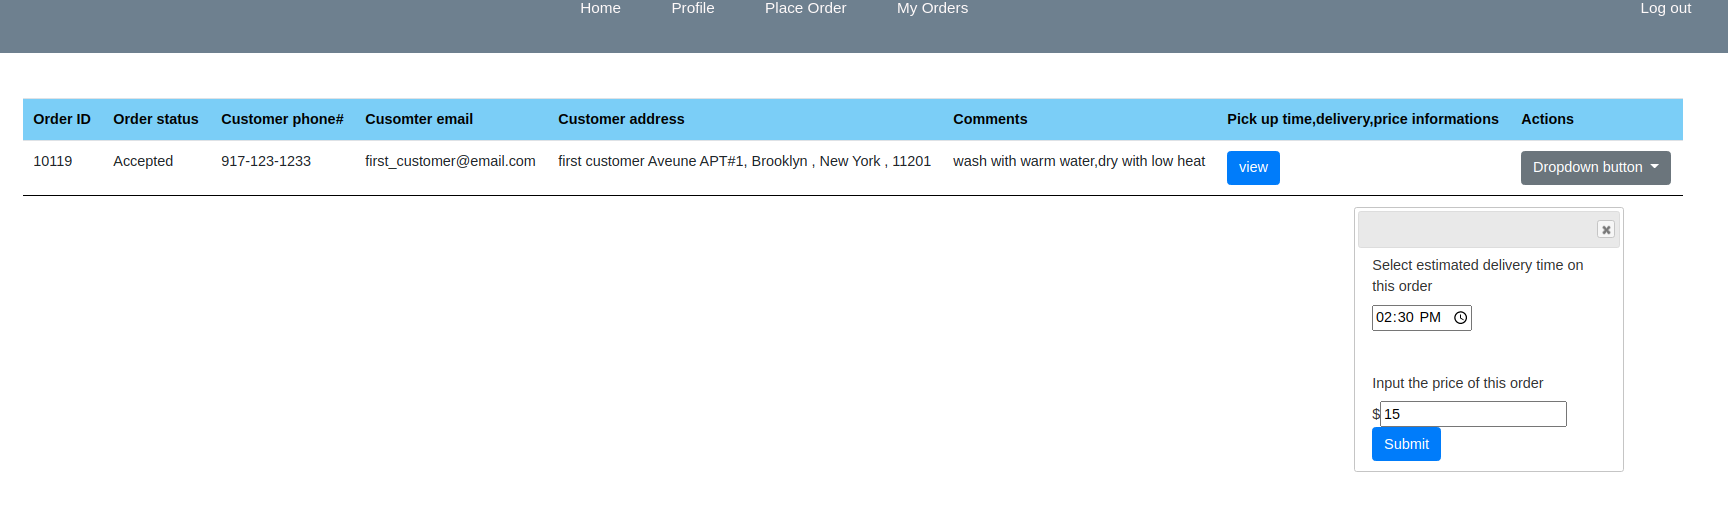 Home Profile Place Order My Orders Log out
Order ID Order status Customer phone# Cusomter email Customer address Comments Pick up time,delivery,price informations Actions
10119 Accepted 917-123-1233 first_customer@email.com first customer Aveune APT#1, Brooklyn , New York , 11201 wash with warm water,dry with low heat view Dropdown button
Select estimated delivery time on
this order
02:30 PM
Input the price of this order
$15
Submit